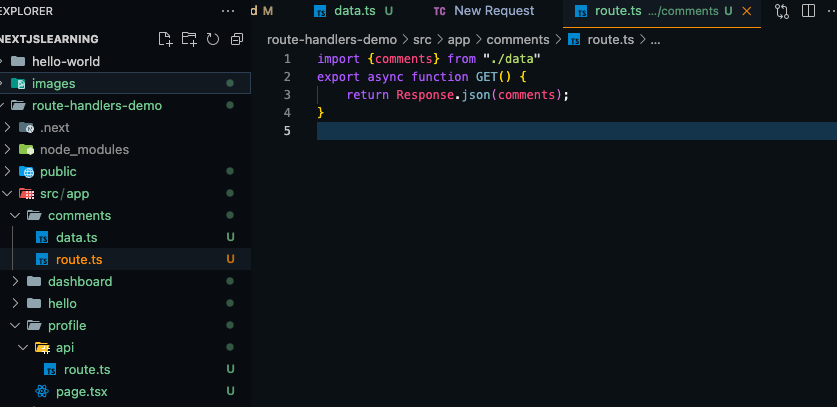 EXPLORER ...
d M
data.ts U
TC New Request
TS route.ts .../comments U
NEXTJSLEARNING
hello-world
images
route-handlers-demo
.next
node_modules
public
src/app
comments
TS data.ts U
TS route.ts U
dashboard
hello
profile
api
TS route.ts U
page.tsx U
route-handlers-demo > src > app > comments > TS route.ts > ...
1 import {comments} from "./data"
2 export async function GET() {
3 return Response.json(comments);
4 }
5